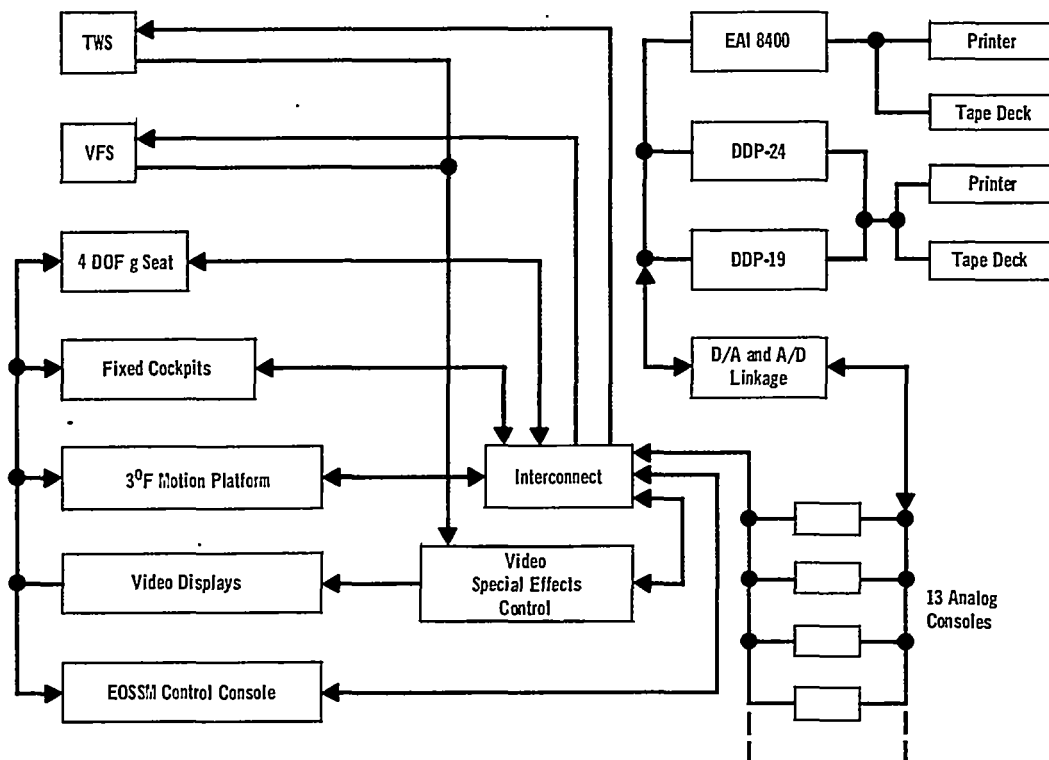 TWS
EAI 8400
Printer
Tape Deck
VFS
DDP-24
Printer
4 DOF g Seat
DDP-19
Tape Deck
Fixed Cockpits
D/A and A/D
Linkage
3⁰F Motion Platform
Interconnect
Video Displays
Video
Special Effects
Control
13 Analog
Consoles
EOSSM Control Console